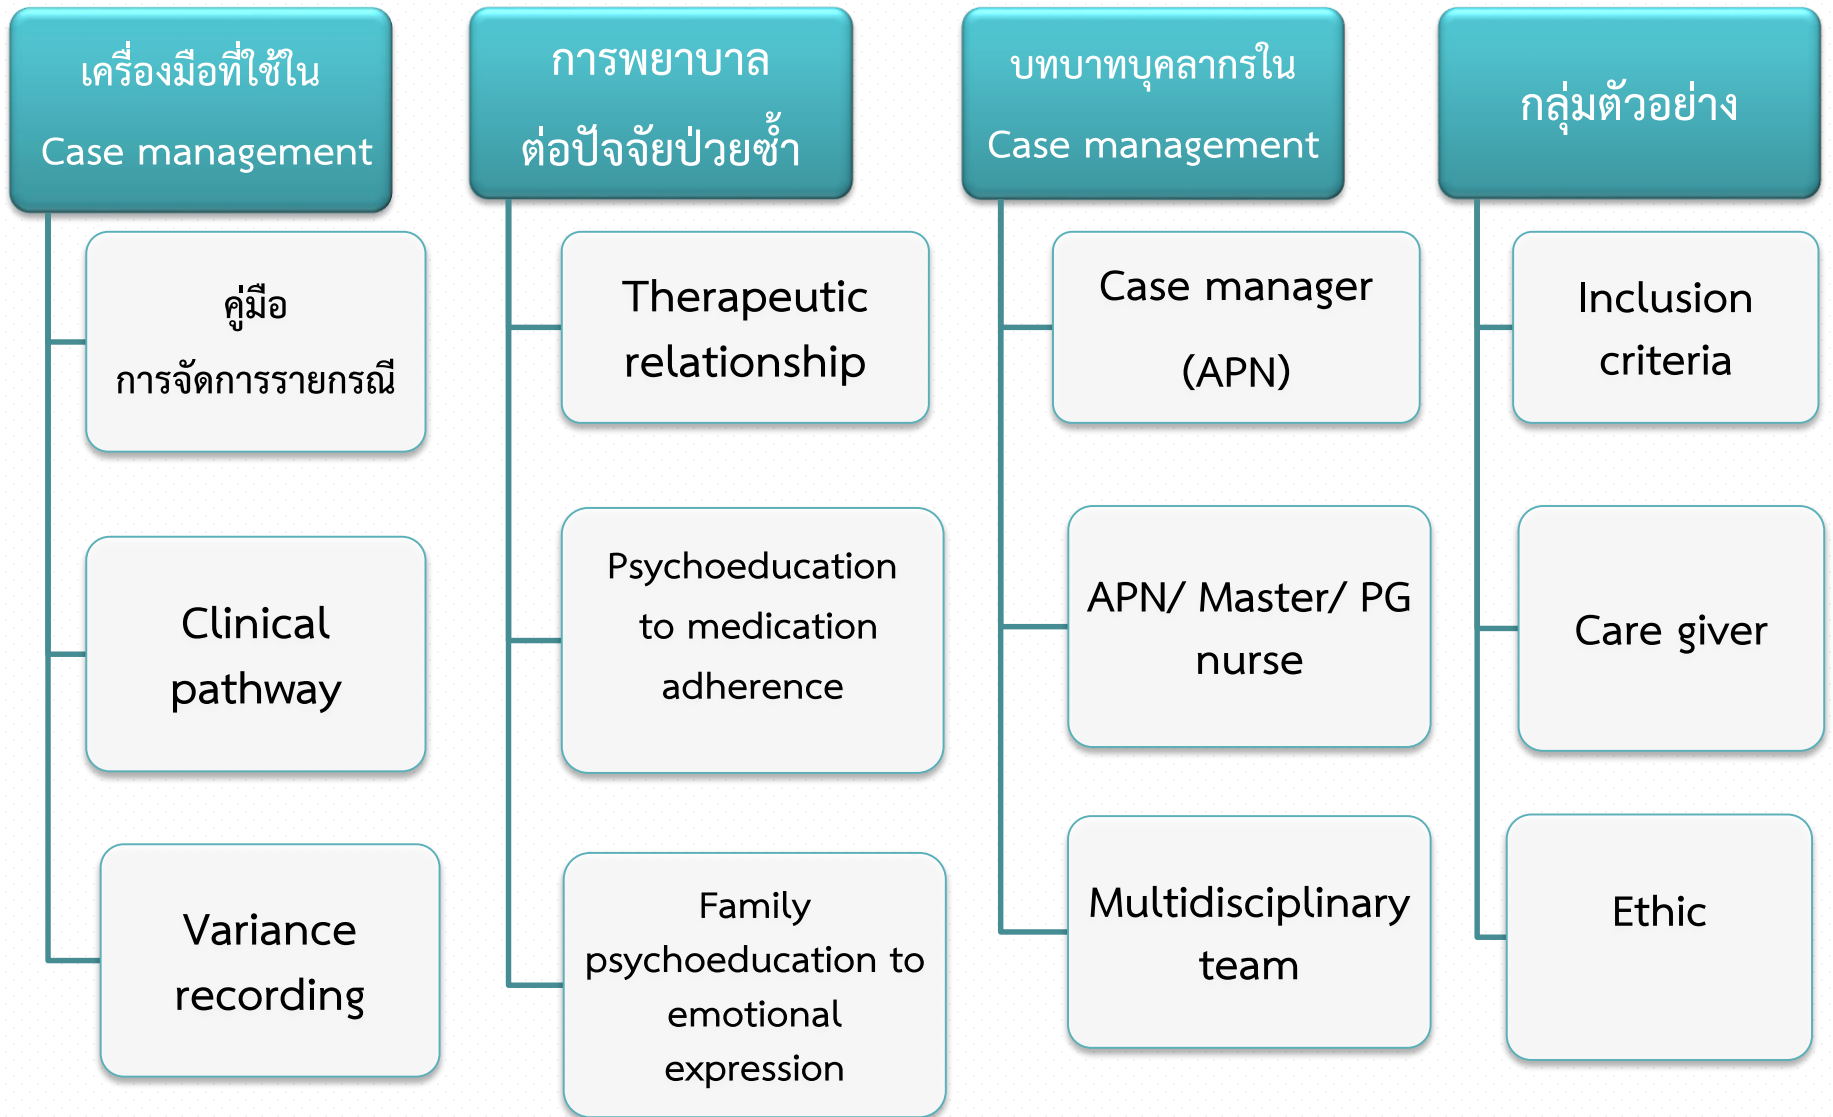 เครื่องมือที่ใช้ใน
Case management
คู่มือ
การจัดการรายกรณี
Clinical
pathway
Variance
recording
การพยาบาล
ต่อปัจจัยป่วยซ้ำ
Therapeutic
relationship
Psychoeducation
to medication
adherence
Family
psychoeducation to
emotional
expression
บทบาทบุคลากรใน
Case management
Case manager
(APN)
APN/ Master/ PG
nurse
Multidisciplinary
team
กลุ่มตัวอย่าง
Inclusion
criteria
Care giver
Ethic